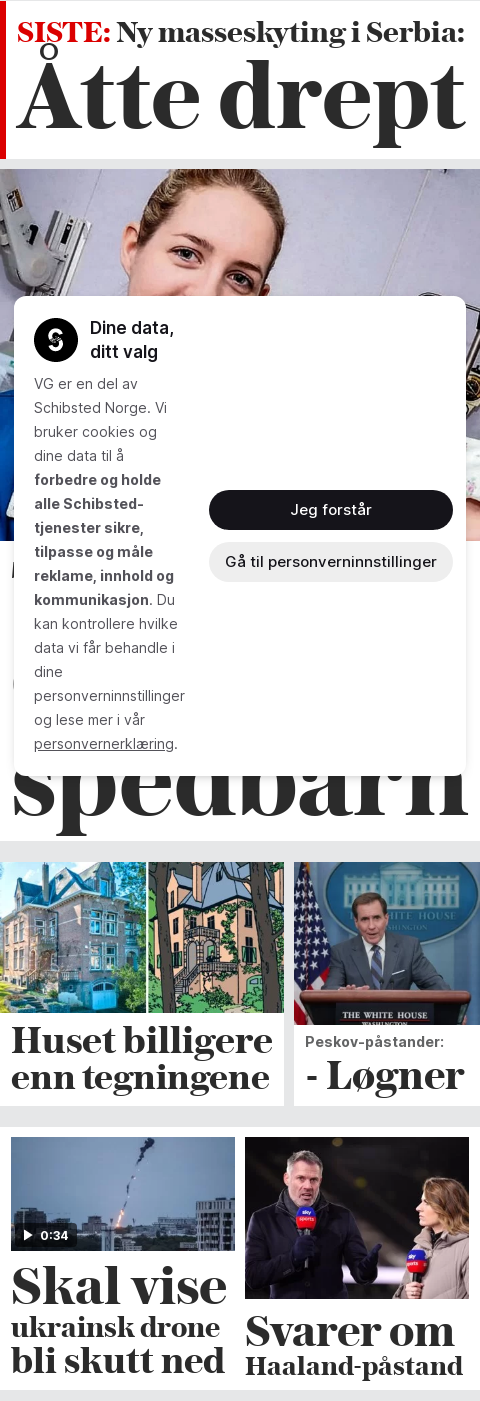 SISTE: Ny masseskyting i Serbia:
Åtte drept
Dine data,
ditt valg
VG er en del av
Schibsted Norge. Vi
bruker cookies og
dine data til å
forbedre og holde
alle Schibsted-
tjenester sikre,
tilpasse og måle
reklame, innhold og
kommunikasjon. Du
kan kontrollere hvilke
data vi får behandle i
dine
personverninnstillinger
og lese mer i vår
personvernerklæring.
Jeg forstår
Gå til personverninnstillinger
spedbarn
THE WHITE HOUSE
WASHINGTON
THE WHITE HOUSE
WASHINGTON
Huset billigere
enn tegningene
Peskov-påstander:
- Løgner
0:34
sky
sports
sky
sports
Skal vise
ukrainsk drone
bli skutt ned
Svarer om
Haaland-påstand